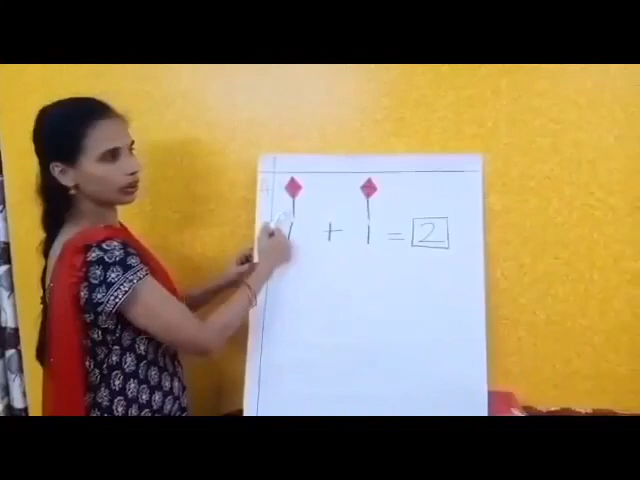 1 + 1 = 2